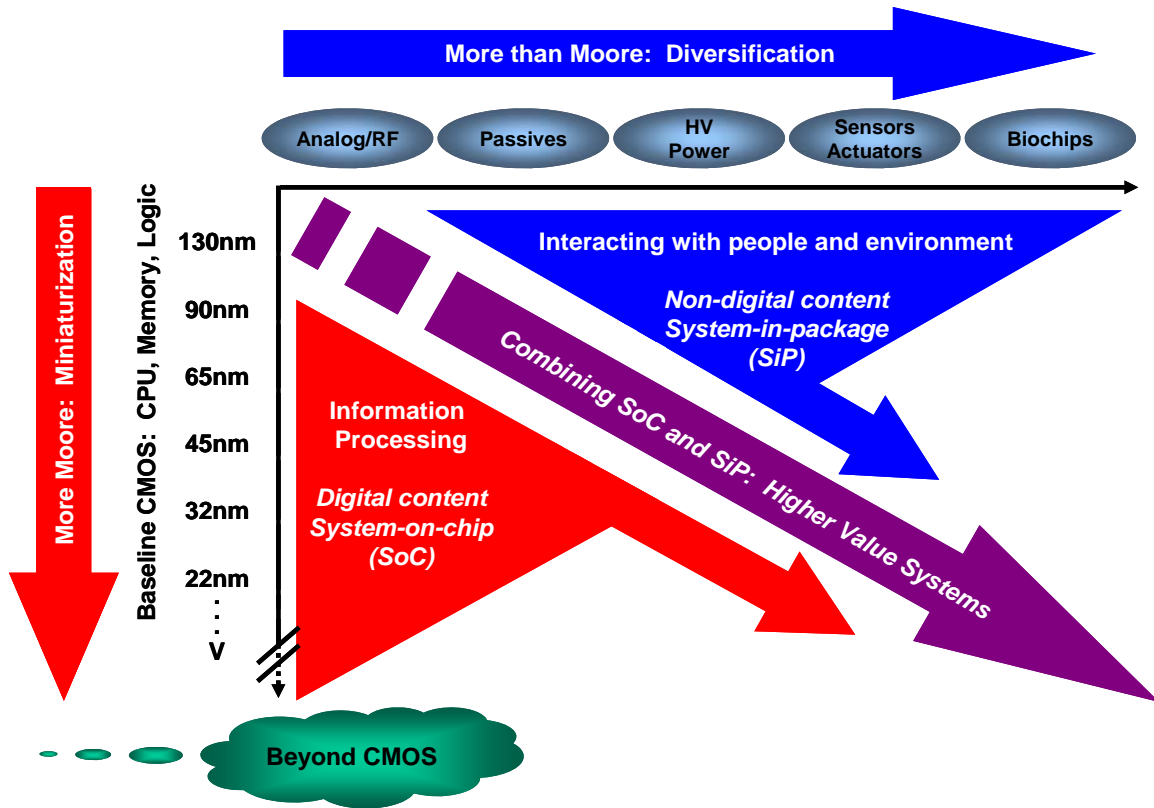 More than Moore: Diversification
Analog/RF
Passives
HV
Power
Sensors
Actuators
Biochips
More Moore: Miniaturization
Baseline CMOS: CPU, Memory, Logic
130nm
90nm
65nm
45nm
32nm
22nm
V
Interacting with people and environment
Non-digital content
System-in-package
(SiP)
Combining SoC and SiP: Higher Value Systems
Information
Processing
Digital content
System-on-chip
(SoC)
Beyond CMOS